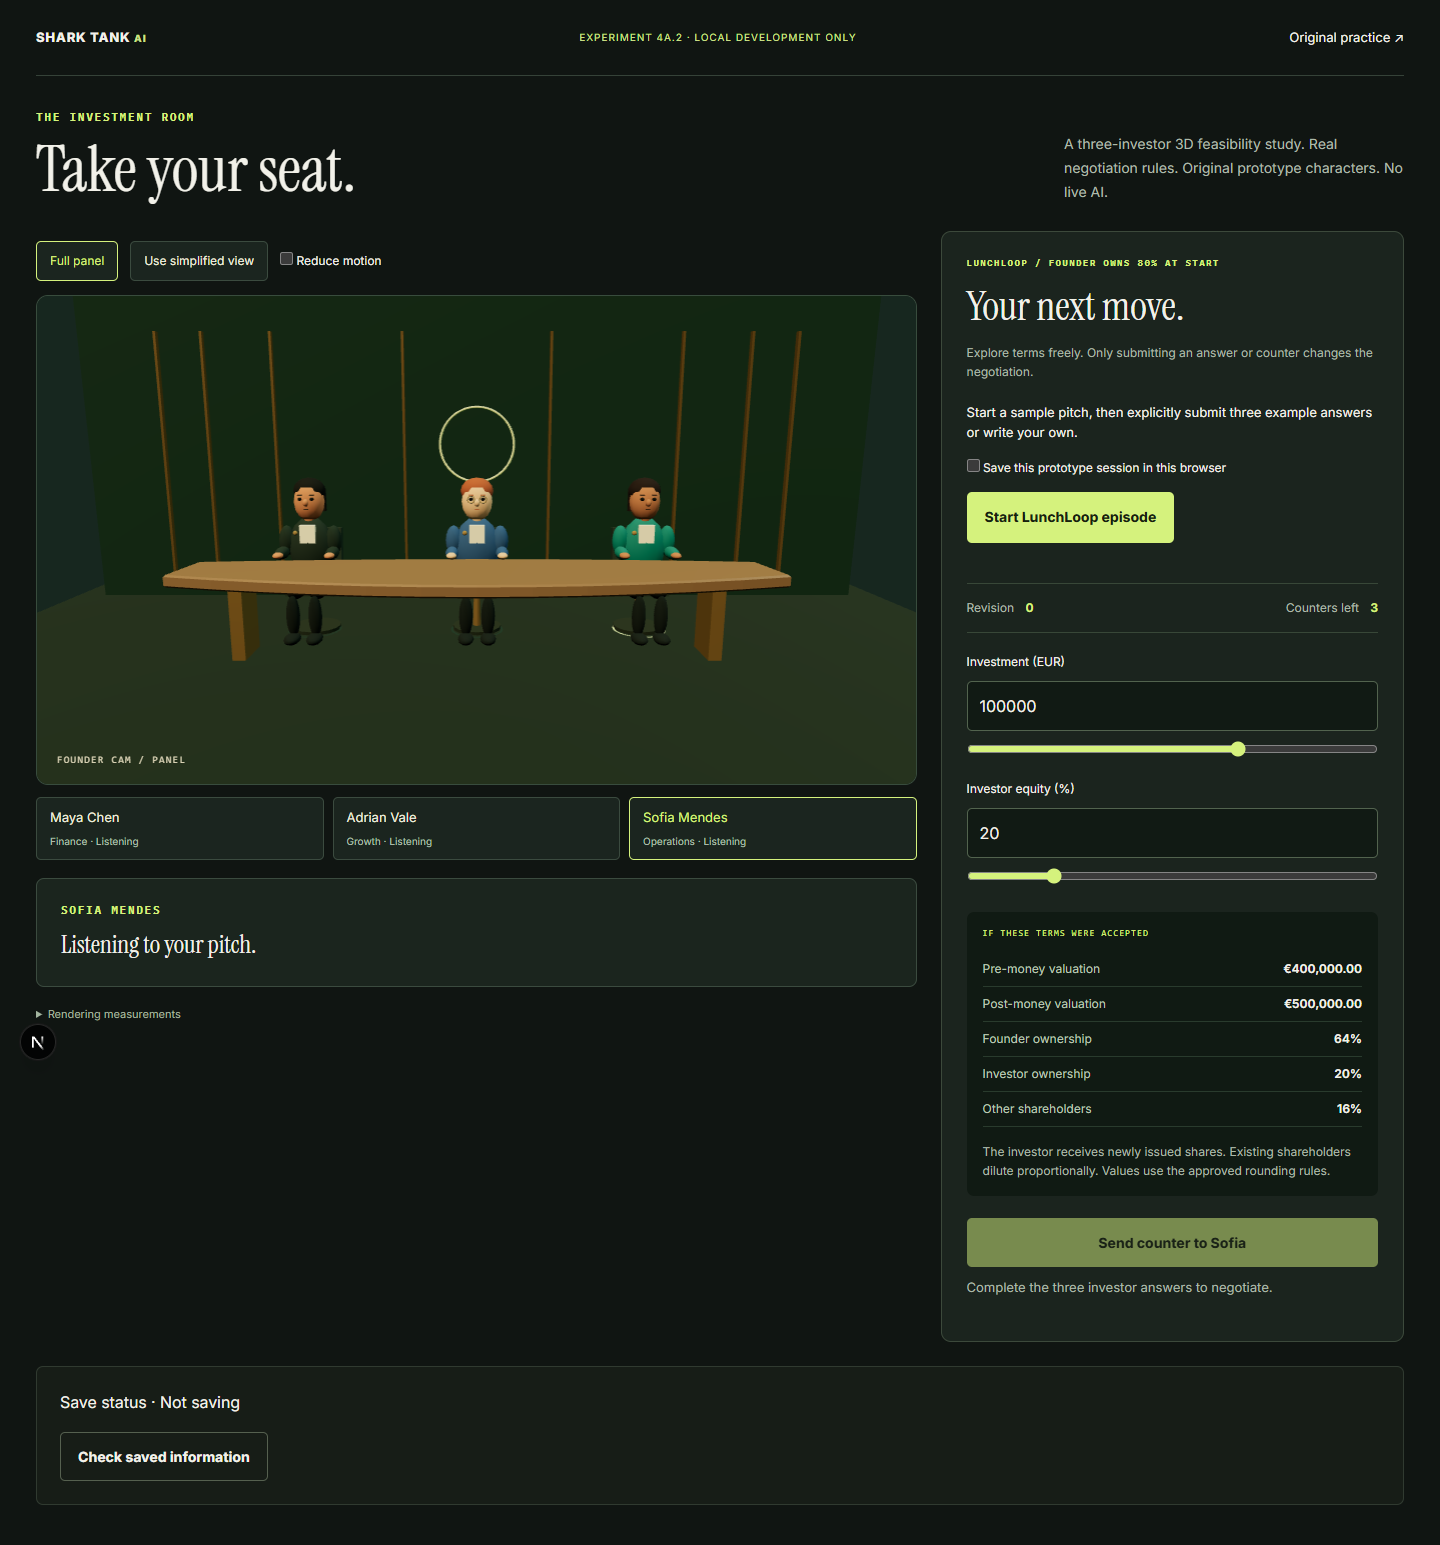 SHARK TANK AI
EXPERIMENT 4A.2 · LOCAL DEVELOPMENT ONLY
Original practice ↗
THE INVESTMENT ROOM
Take your seat.
A three-investor 3D feasibility study. Real
negotiation rules. Original prototype characters. No
live AI.
Full panel
Use simplified view
Reduce motion
FOUNDER CAM / PANEL
Maya Chen
Finance · Listening
Adrian Vale
Growth · Listening
Sofia Mendes
Operations · Listening
SOFIA MENDES
Listening to your pitch.
▶ Rendering measurements
N
LUNCHLOOP / FOUNDER OWNS 80% AT START
Your next move.
Explore terms freely. Only submitting an answer or counter changes the
negotiation.
Start a sample pitch, then explicitly submit three example answers
or write your own.
Save this prototype session in this browser
Start LunchLoop episode
Revision 0
Counters left 3
Investment (EUR)
100000
Investor equity (%)
20
IF THESE TERMS WERE ACCEPTED
Pre-money valuation €400,000.00
Post-money valuation €500,000.00
Founder ownership 64%
Investor ownership 20%
Other shareholders 16%
The investor receives newly issued shares. Existing shareholders
dilute proportionally. Values use the approved rounding rules.
Send counter to Sofia
Complete the three investor answers to negotiate.
Save status · Not saving
Check saved information